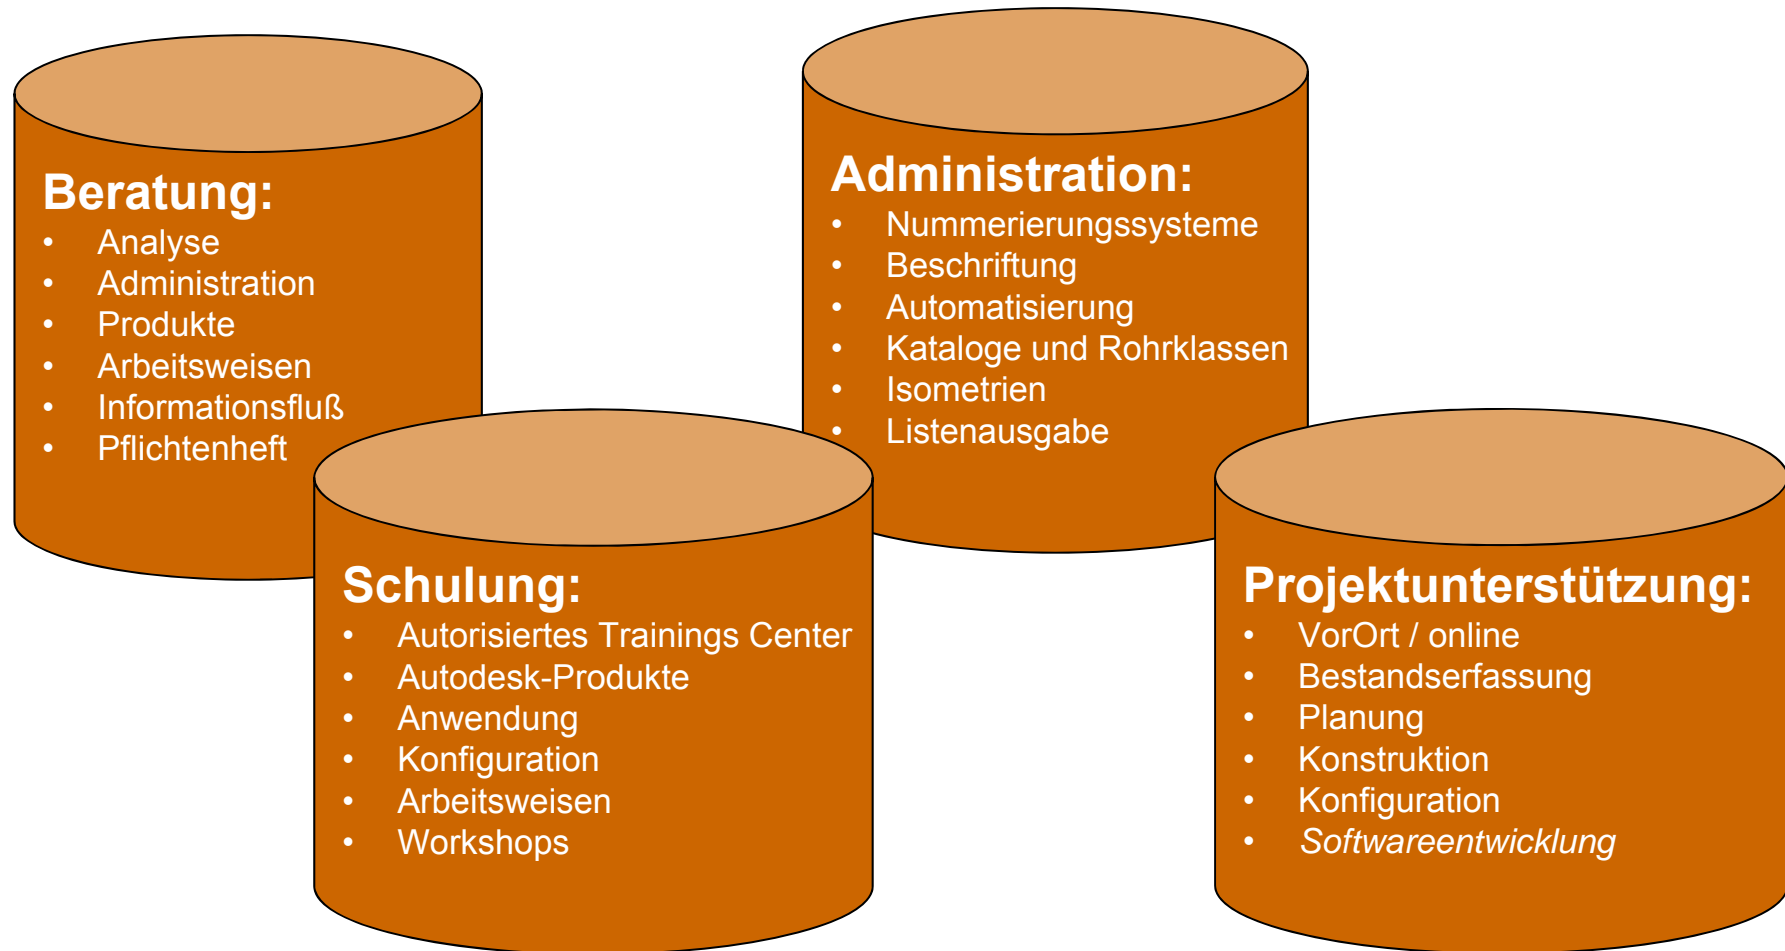 Beratung:
• Analyse
• Administration
• Produkte
• Arbeitsweisen
• Informationsfluß
• Pflichtenheft
Administration:
• Nummerierungssysteme
• Beschriftung
• Automatisierung
• Kataloge und Rohrklassen
• Isometrien
• Listenausgabe
Schulung:
• Autorisiertes Trainings Center
• Autodesk-Produkte
• Anwendung
• Konfiguration
• Arbeitsweisen
• Workshops
Projektunterstützung:
• VorOrt / online
• Bestandserfassung
• Planung
• Konstruktion
• Konfiguration
• Softwareentwicklung